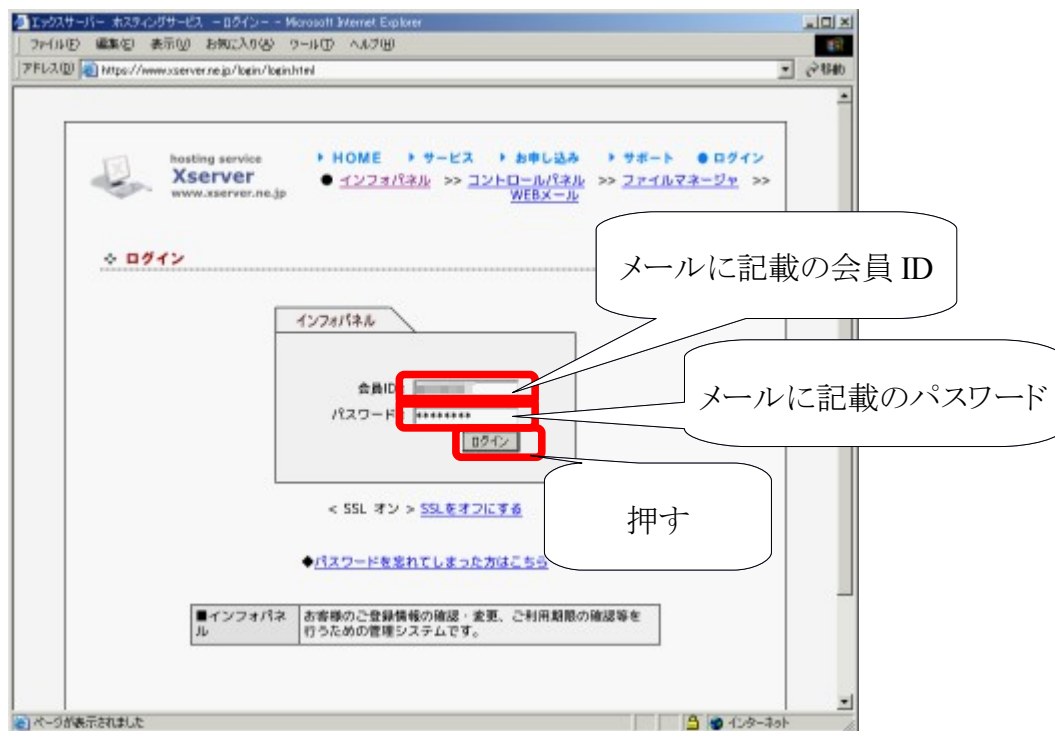 エックスサーバー ホスティングサービス －ログイン－ - Microsoft Internet Explorer
ファイル(F) 編集(E) 表示(V) お気に入り(A) ツール(T) ヘルプ(H)
アドレス(D) https://www.xserver.ne.jp/login/login.html 移動
hosting service
Xserver
www.xserver.ne.jp
HOME サービス お申し込み サポート ログイン
● インフォパネル >> コントロールパネル >> ファイルマネージャ >>
WEBメール
ログイン
メールに記載の会員 ID
インフォパネル
会員ID
メールに記載のパスワード
パスワード ********
ログイン
押す
< SSL オン > SSLをオフにする
◆パスワードを忘れてしまった方はこちら
■インフォパネ
ル
お客様のご登録情報の確認・変更、ご利用期限の確認等を
行うための管理システムです。
ページが表示されました インターネット